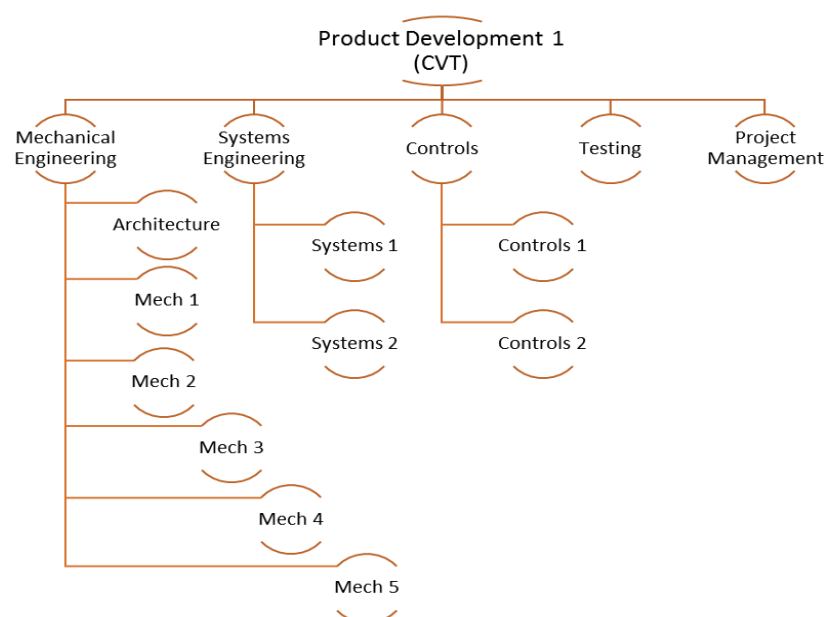 Product Development 1
(CVT)
Mechanical
Engineering
Systems
Engineering
Controls
Testing
Project
Management
Architecture
Mech 1
Mech 2
Mech 3
Mech 4
Mech 5
Systems 1
Systems 2
Controls 1
Controls 2